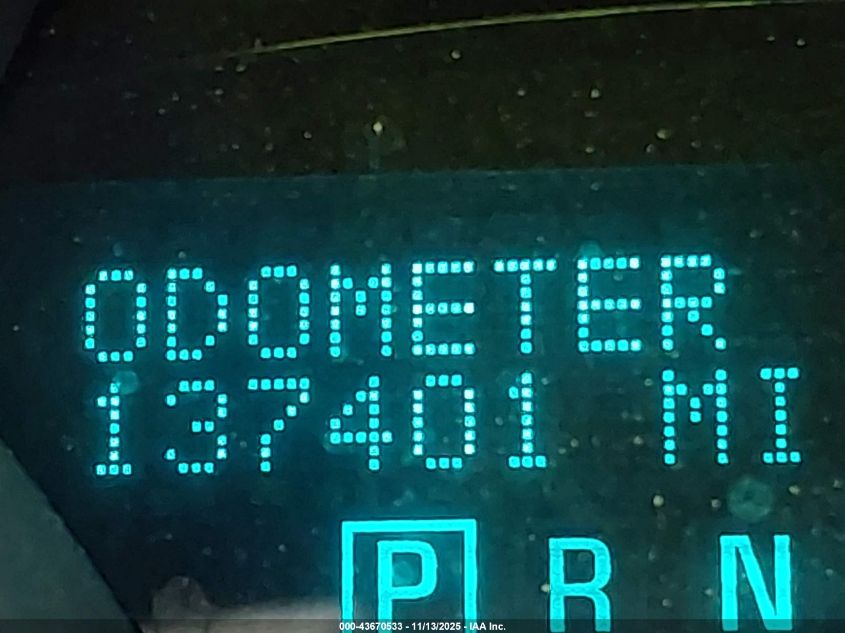 ODOMETER
137401 MI
P R N
000-43670533 - 11/13/2025 - IAA Inc.